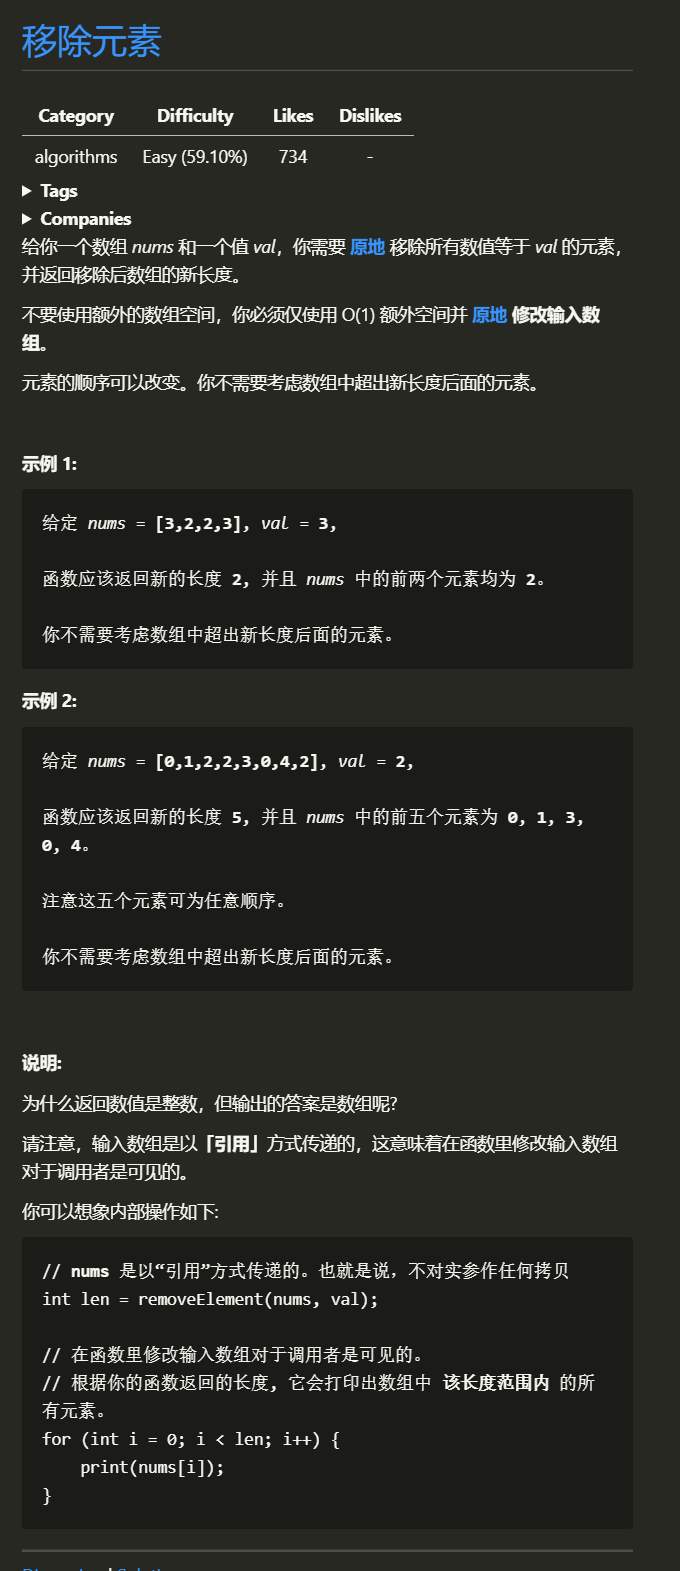 移除元素
Category Difficulty Likes Dislikes
algorithms Easy (59.10%) 734 -
Tags
Companies
给你一个数组 nums 和一个值 val，你需要 原地 移除所有数值等于 val 的元素，
并返回移除后数组的新长度。
不要使用额外的数组空间，你必须仅使用 O(1) 额外空间并 原地 修改输入数
组。
元素的顺序可以改变。你不需要考虑数组中超出新长度后面的元素。
示例 1:
给定 nums = [3,2,2,3], val = 3,
函数应该返回新的长度 2, 并且 nums 中的前两个元素均为 2。
你不需要考虑数组中超出新长度后面的元素。
示例 2:
给定 nums = [0,1,2,2,3,0,4,2], val = 2,
函数应该返回新的长度 5, 并且 nums 中的前五个元素为 0, 1, 3,
0, 4。
注意这五个元素可为任意顺序。
你不需要考虑数组中超出新长度后面的元素。
说明:
为什么返回数值是整数，但输出的答案是数组呢?
请注意，输入数组是以「引用」方式传递的，这意味着在函数里修改输入数组
对于调用者是可见的。
你可以想象内部操作如下:
// nums 是以“引用”方式传递的。也就是说，不对实参作任何拷贝
int len = removeElement(nums, val);
// 在函数里修改输入数组对于调用者是可见的。
// 根据你的函数返回的长度, 它会打印出数组中 该长度范围内 的所
有元素。
for (int i = 0; i < len; i++) {
    print(nums[i]);
}